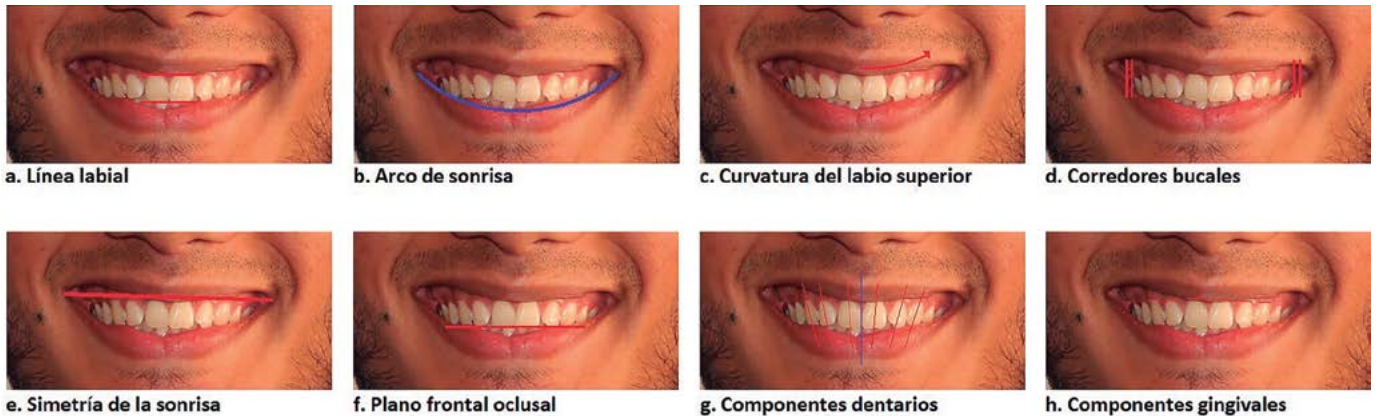 a. Línea labial
b. Arco de sonrisa
c. Curvatura del labio superior
d. Corredores bucales
e. Simetría de la sonrisa
f. Plano frontal oclusal
g. Componentes dentarios
h. Componentes gingivales